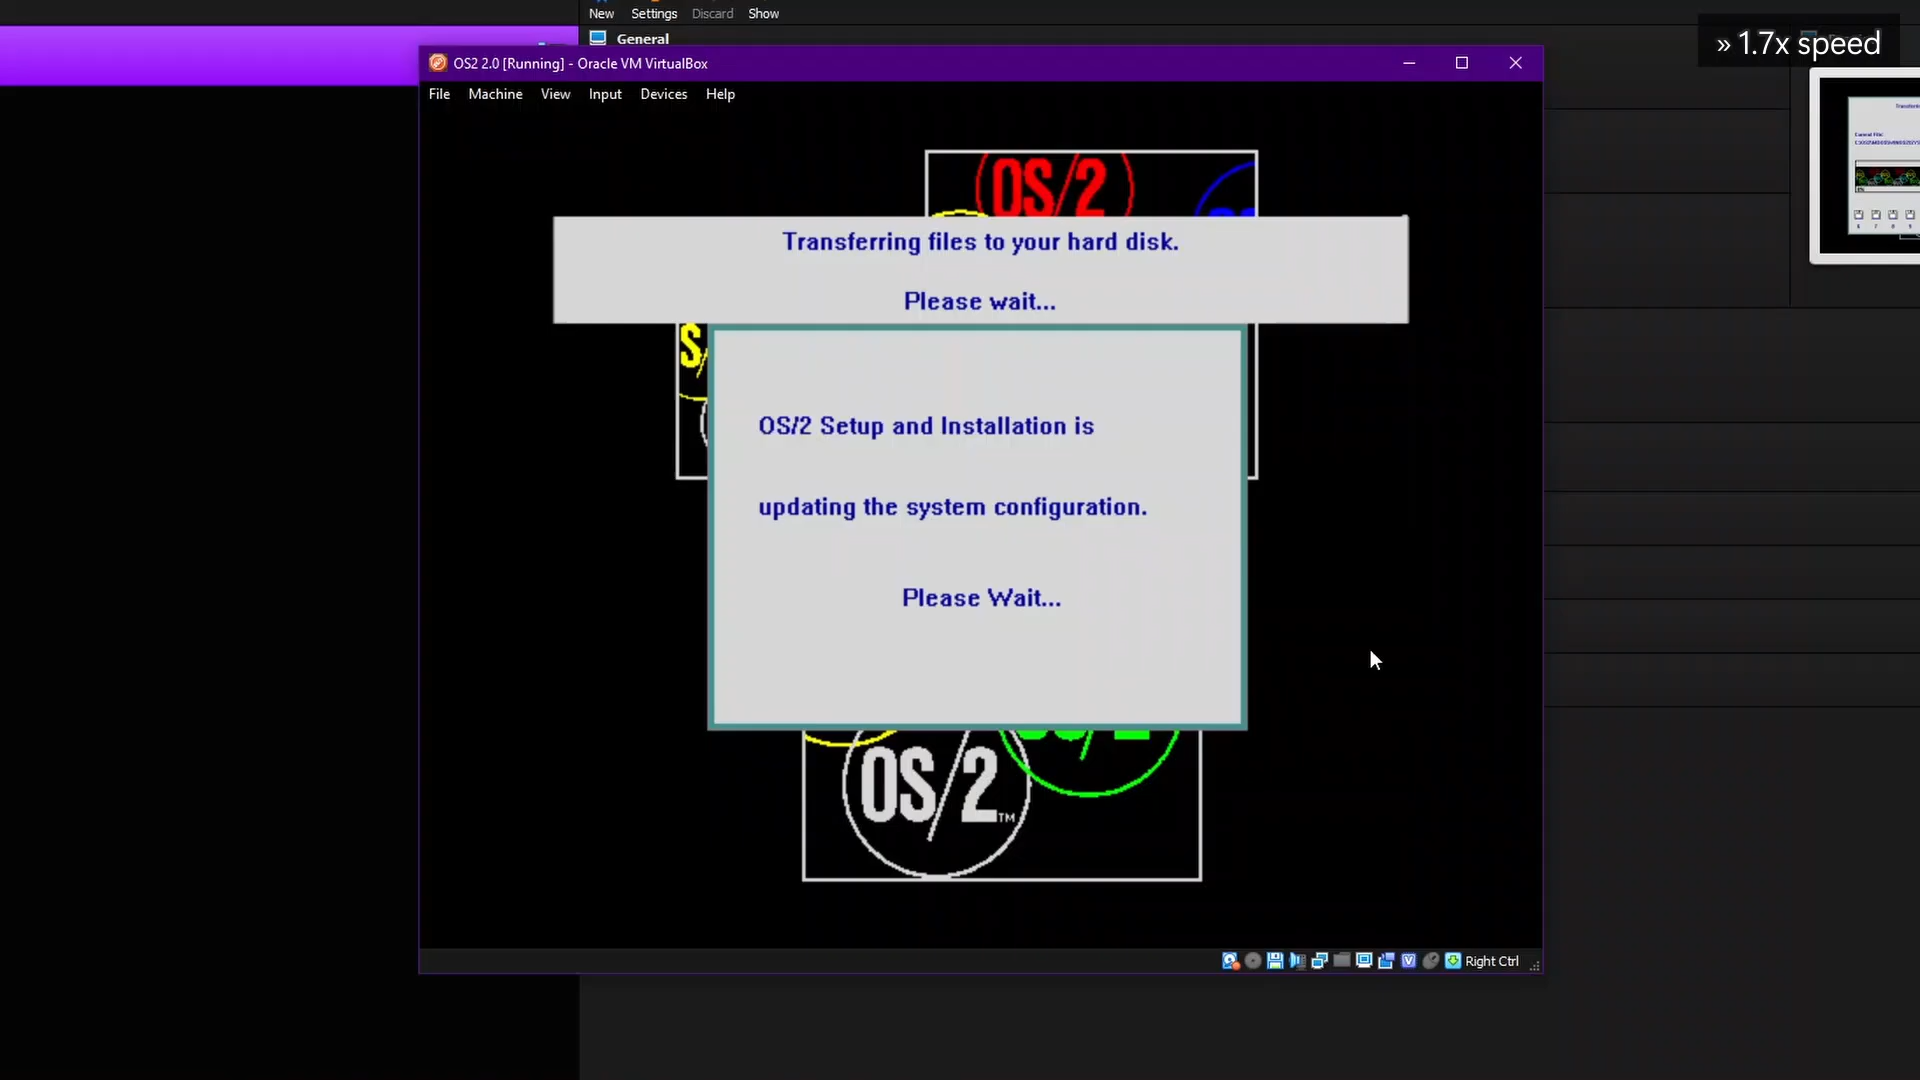 New Settings Discard Show
General
» 1.7x speed
OS2 2.0 [Running] - Oracle VM VirtualBox
File Machine View Input Devices Help
OS/2
Transferring files to your hard disk.
Please wait...
S/
OS/2 Setup and Installation is
updating the system configuration.
Please Wait...
OS/2 TM
Right Ctrl